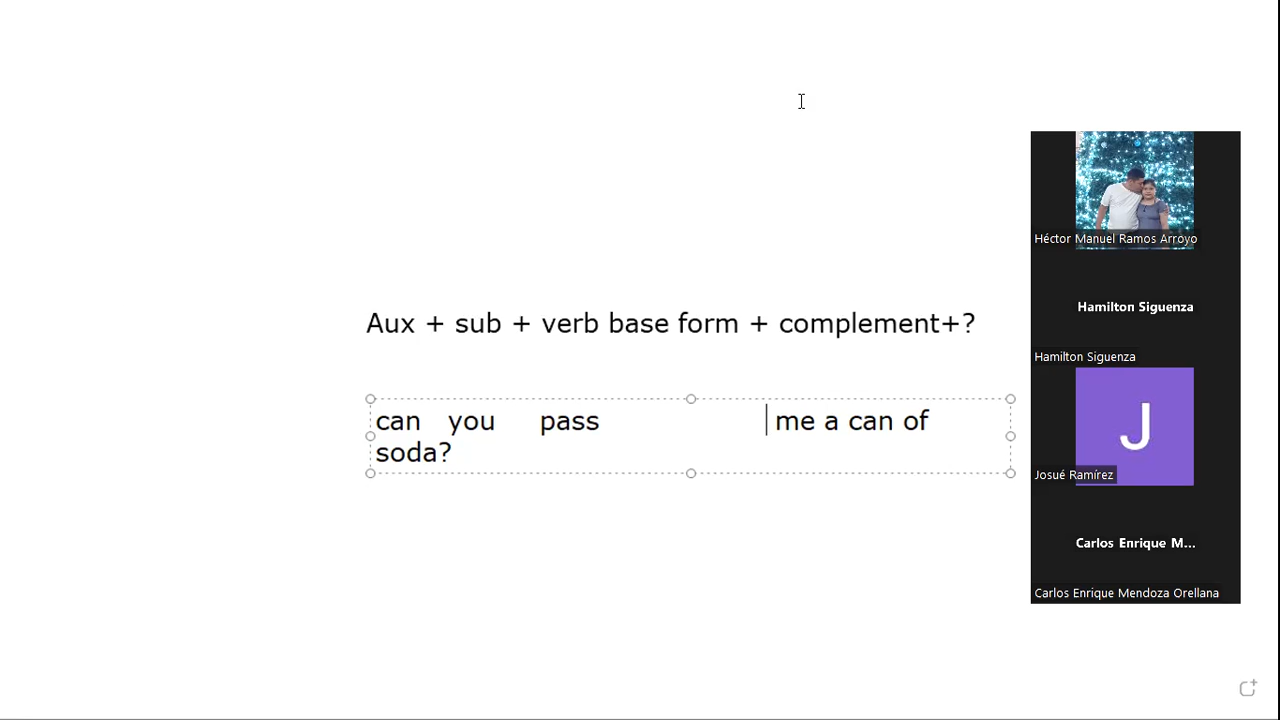 Héctor Manuel Ramos Arroyo
Hamilton Siguenza
Aux + sub + verb base form + complement+?
Hamilton Siguenza
can you pass me a can of
soda?
J
Josué Ramírez
Carlos Enrique M...
Carlos Enrique Mendoza Orellana